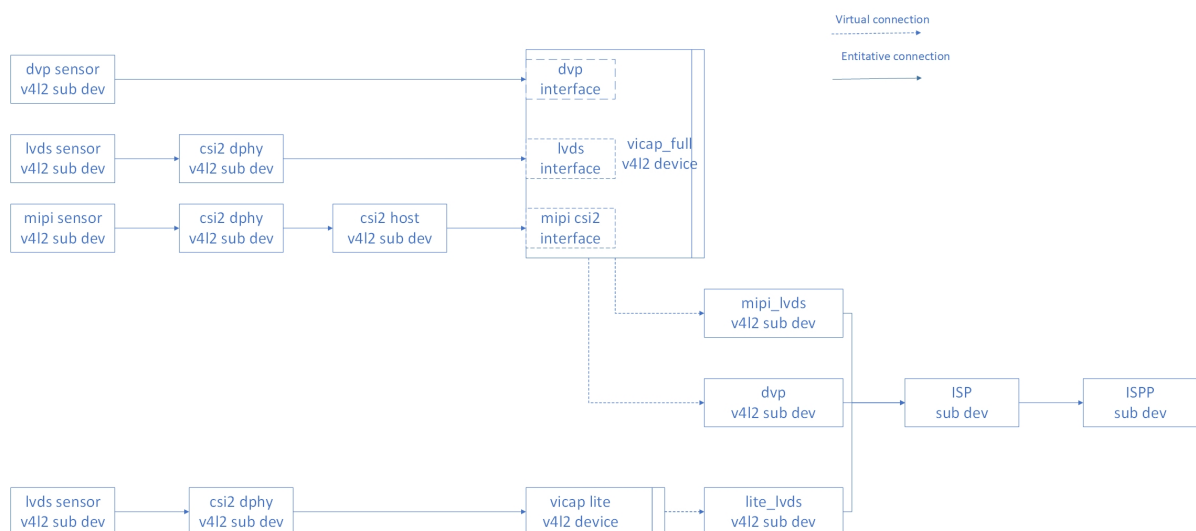 Virtual connection
Entitative connection
dvp sensor
v4l2 sub dev
dvp
interface
lvds sensor
v4l2 sub dev
csi2 dphy
v4l2 sub dev
lvds
interface
vicap_full
v4l2 device
mipi sensor
v4l2 sub dev
csi2 dphy
v4l2 sub dev
csi2 host
v4l2 sub dev
mipi csi2
interface
mipi_lvds
v4l2 sub dev
dvp
v4l2 sub dev
ISP
sub dev
ISPP
sub dev
lvds sensor
v4l2 sub dev
csi2 dphy
v4l2 sub dev
vicap lite
v4l2 device
lite_lvds
v4l2 sub dev